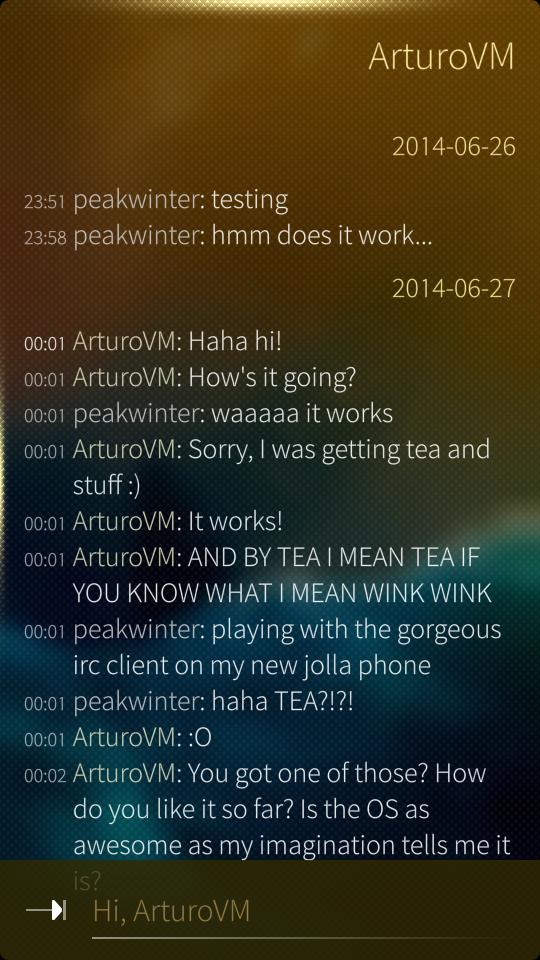 ArturoVM
2014-06-26
23:51 peakwinter: testing
23:58 peakwinter: hmm does it work...
2014-06-27
00:01 ArturoVM: Haha hi!
00:01 ArturoVM: How's it going?
00:01 peakwinter: waaaaa it works
00:01 ArturoVM: Sorry, I was getting tea and
stuff :)
00:01 ArturoVM: It works!
00:01 ArturoVM: AND BY TEA I MEAN TEA IF
YOU KNOW WHAT I MEAN WINK WINK
00:01 peakwinter: playing with the gorgeous
irc client on my new jolla phone
00:01 peakwinter: haha TEA?!?!
00:01 ArturoVM: :O
00:02 ArturoVM: You got one of those? How
do you like it so far? Is the OS as
awesome as my imagination tells me it
is?
Hi, ArturoVM